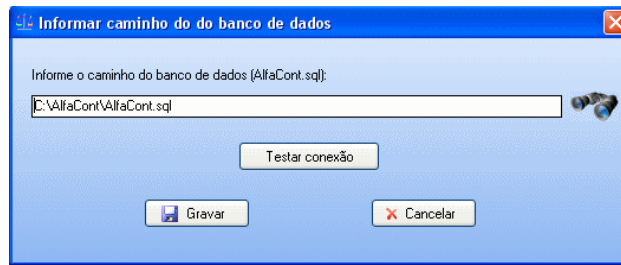 Informar caminho do do banco de dados
Informe o caminho do banco de dados (AlfaCont.sql):
C:\AlfaCont\AlfaCont.sql
Testar conexão
Gravar
Cancelar